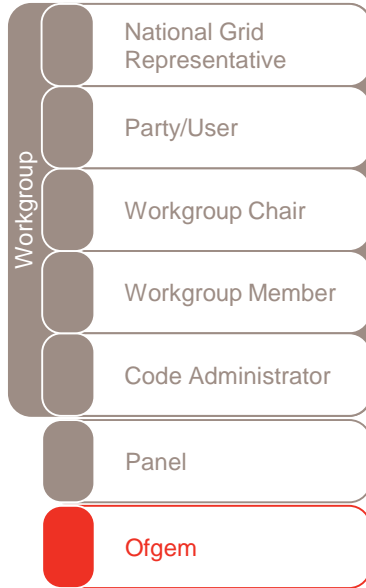 Workgroup
National Grid
Representative
Party/User
Workgroup Chair
Workgroup Member
Code Administrator
Panel
Ofgem